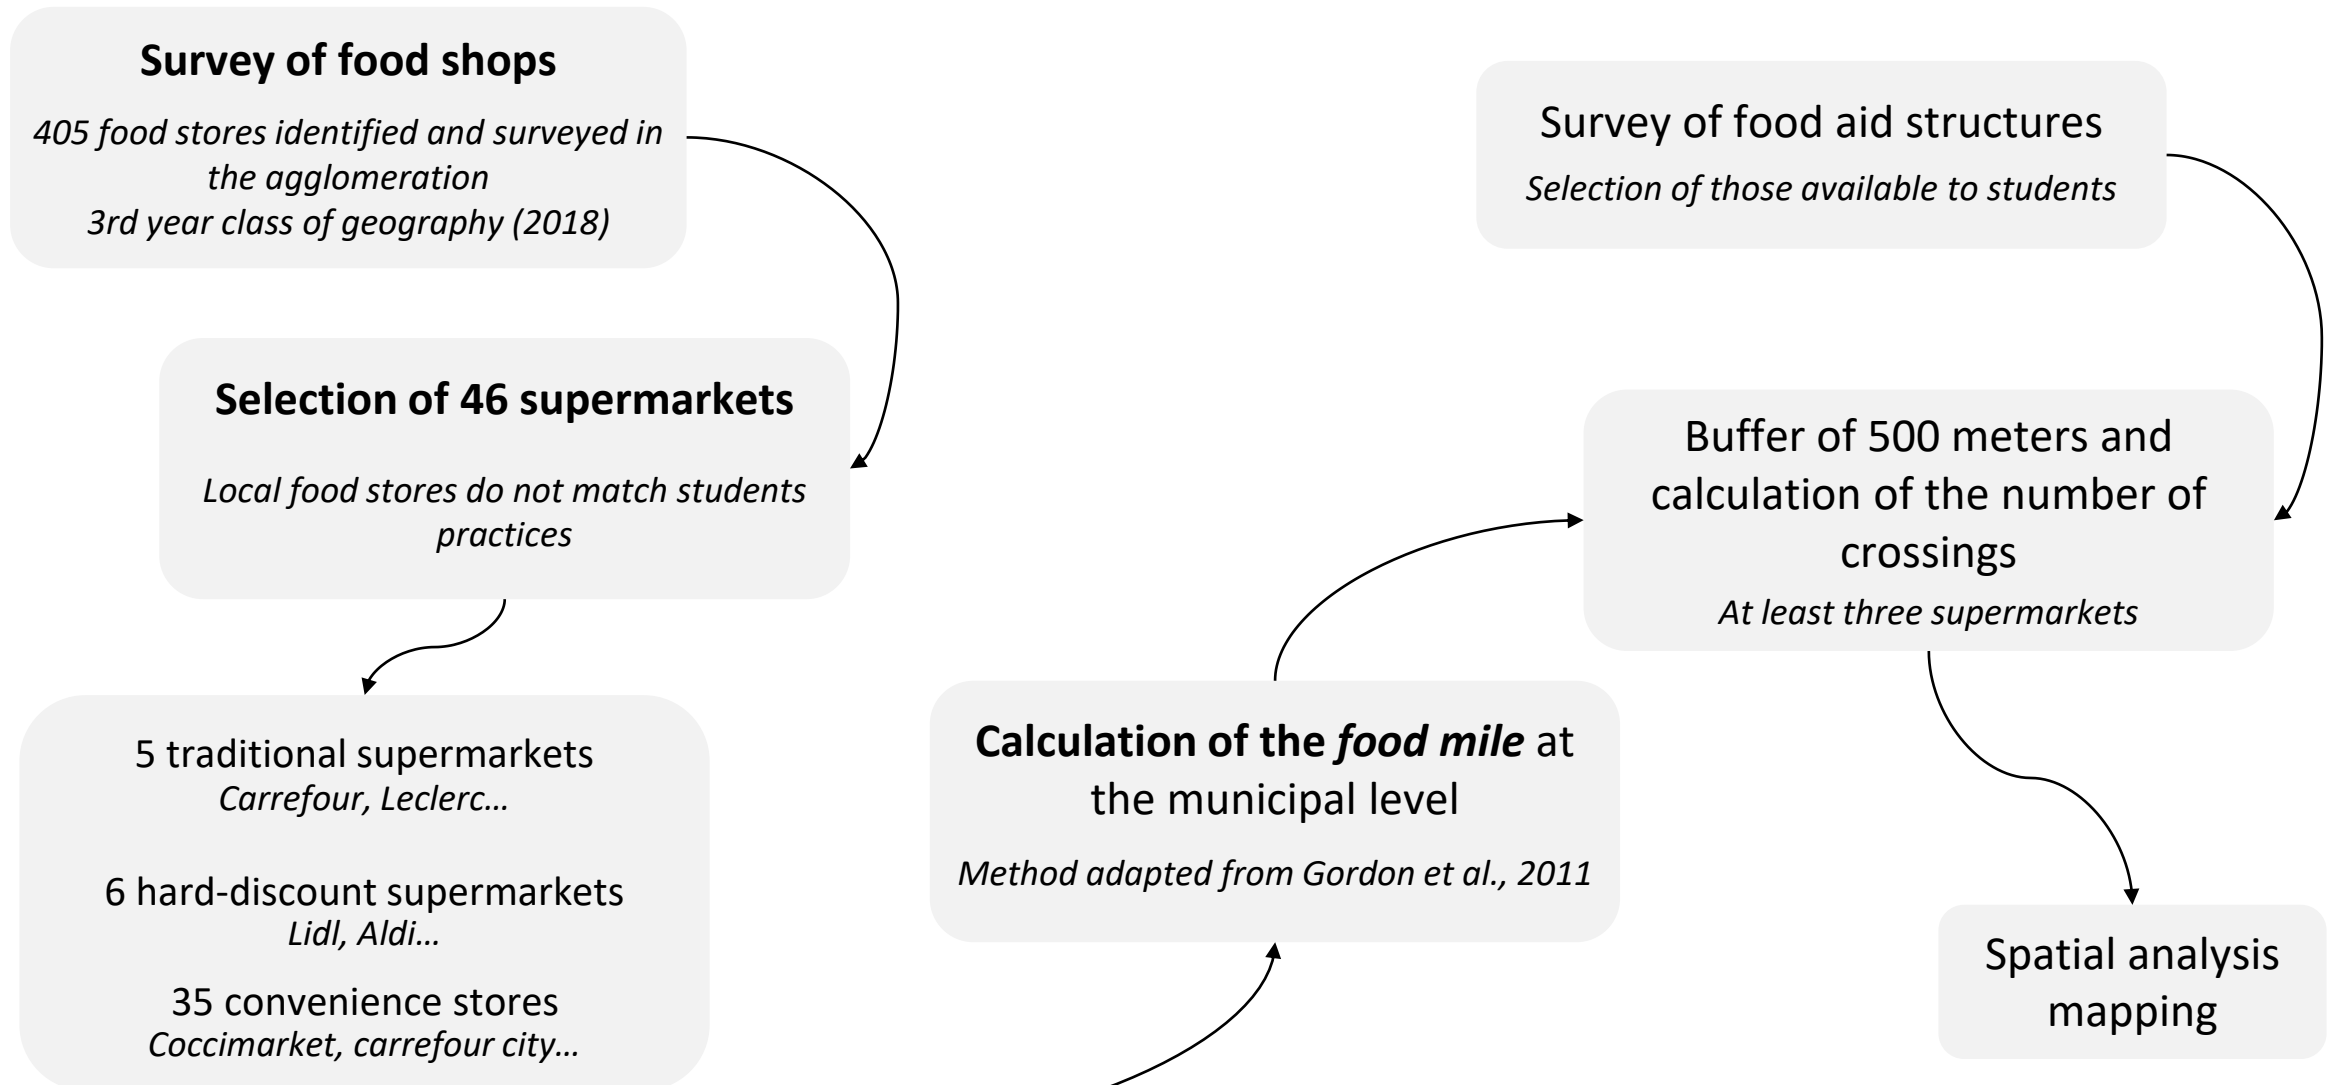 Survey of food shops
405 food stores identified and surveyed in
the agglomeration
3rd year class of geography (2018)
Selection of 46 supermarkets
Local food stores do not match students
practices
5 traditional supermarkets
Carrefour, Leclerc…
6 hard-discount supermarkets
Lidl, Aldi…
35 convenience stores
Coccimarket, carrefour city…
Calculation of the food mile at
the municipal level
Method adapted from Gordon et al., 2011
Survey of food aid structures
Selection of those available to students
Buffer of 500 meters and
calculation of the number of
crossings
At least three supermarkets
Spatial analysis
mapping